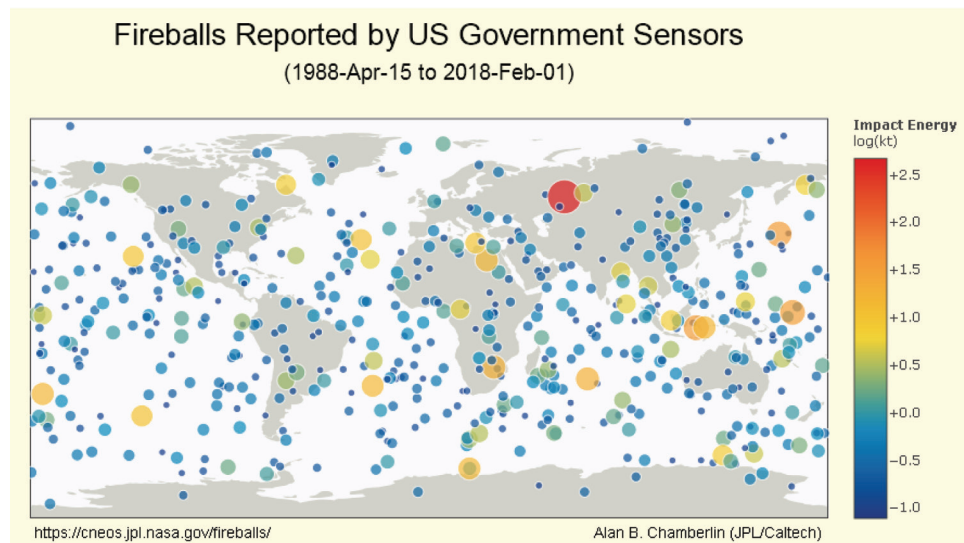 Fireballs Reported by US Government Sensors
(1988-Apr-15 to 2018-Feb-01)
Impact Energy
log(kt)
+2.5
+2.0
+1.5
+1.0
+0.5
+0.0
−0.5
−1.0
https://cneos.jpl.nasa.gov/fireballs/
Alan B. Chamberlin (JPL/Caltech)